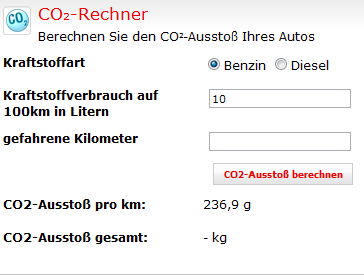 CO₂
CO₂-Rechner
Berechnen Sie den CO²-Ausstoß Ihres Autos
Kraftstoffart
Benzin Diesel
Kraftstoffverbrauch auf
100km in Litern
10
gefahrene Kilometer
CO2-Ausstoß berechnen
CO2-Ausstoß pro km: 236,9 g
CO2-Ausstoß gesamt: - kg